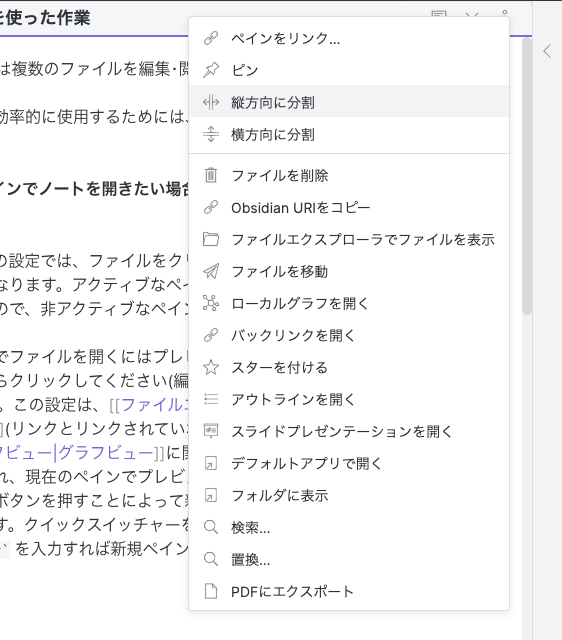 を使った作業
は複数のファイルを編集･閲
効率的に使用するためには、
インでノートを開きたい場合
の設定では、ファイルをクリ
なります。アクティブなペイ
ので、非アクティブなペイン
でファイルを開くにはプレビ
らクリックしてください(編
。この設定は、[[ファイルエ
](リンクとリンクされてい
フビュー|グラフビュー]]に
れ、現在のペインでプレビ
ボタンを押すことによって
す。クイックスイッチャーを
` を入力すれば新規ペイン
ペインをリンク...
ピン
縦方向に分割
横方向に分割
ファイルを削除
Obsidian URIをコピー
ファイルエクスプローラでファイルを表示
ファイルを移動
ローカルグラフを開く
バックリンクを開く
スターを付ける
アウトラインを開く
スライドプレゼンテーションを開く
デフォルトアプリで開く
フォルダに表示
検索...
置換...
PDFにエクスポート